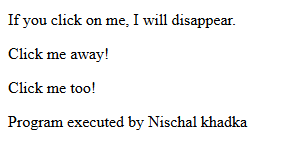 If you click on me, I will disappear.
Click me away!
Click me too!
Program executed by Nischal khadka